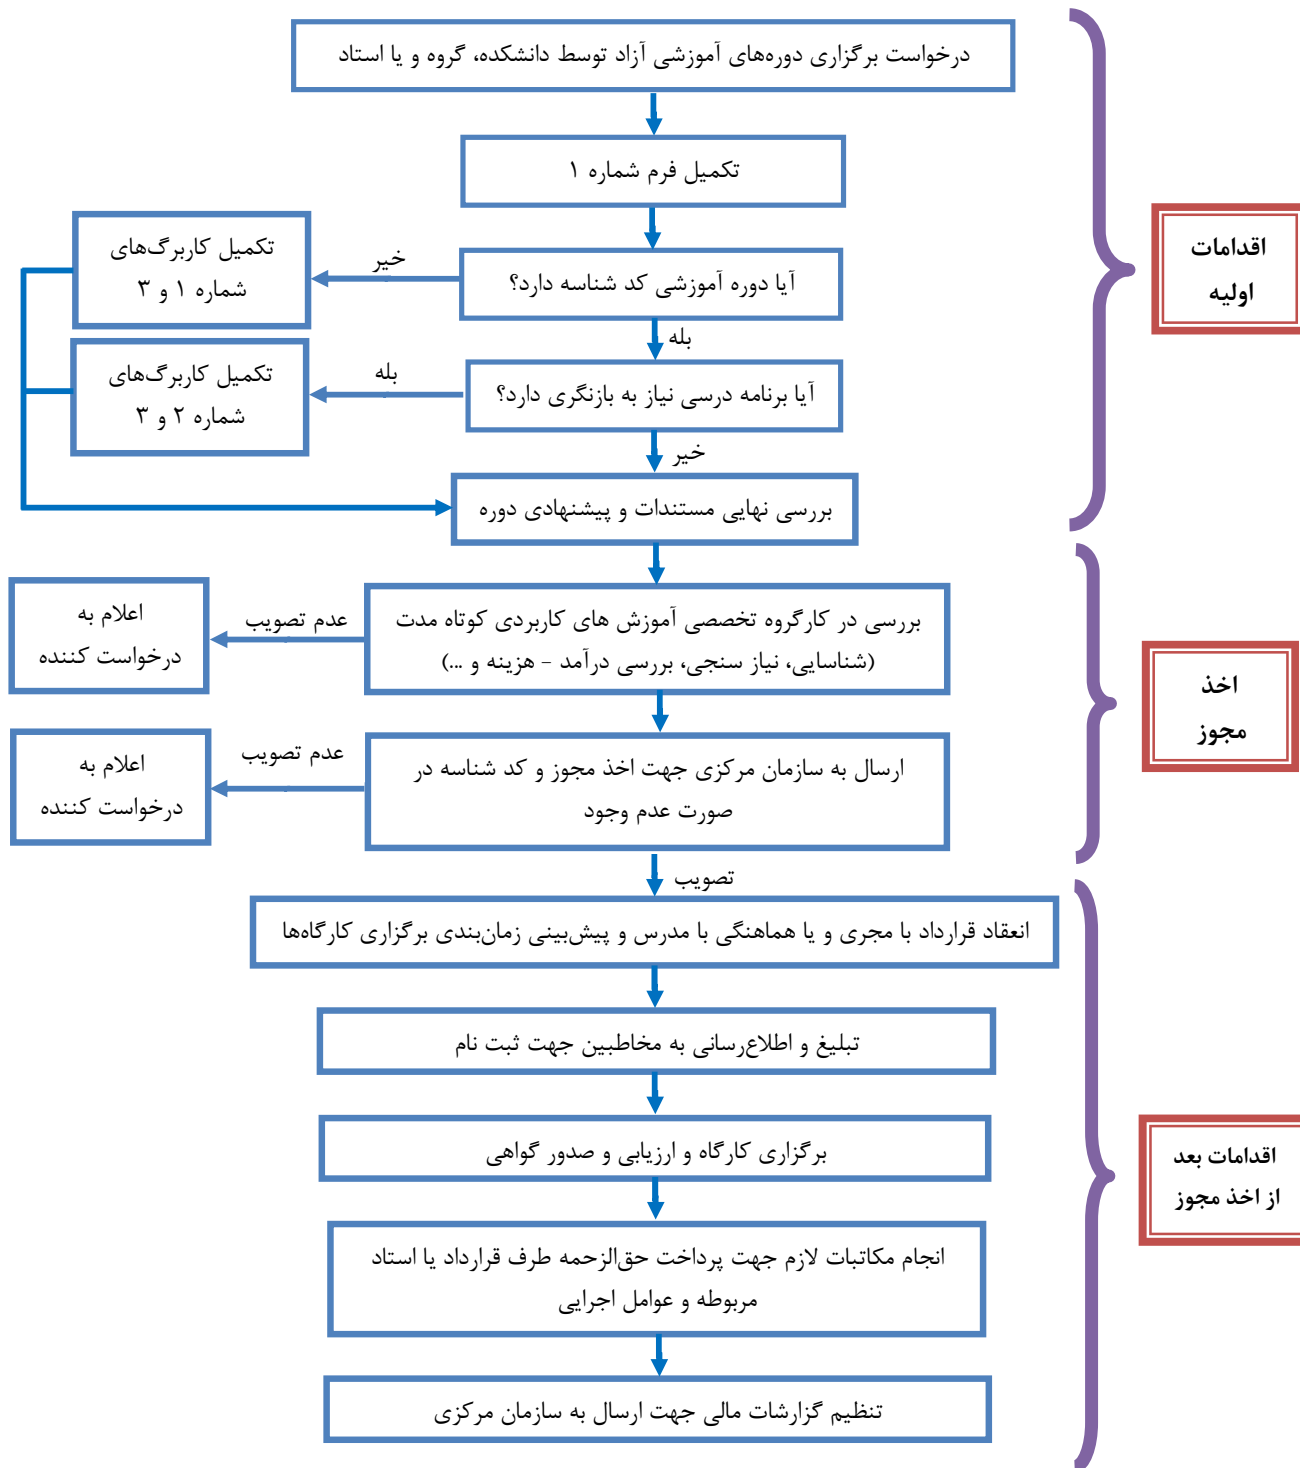 درخواست برگزاری دوره‌های آموزشی آزاد توسط دانشکده، گروه و یا استاد
تکمیل فرم شماره ۱
اقدامات
اولیه
آیا دوره آموزشی کد شناسه دارد؟
خیر
تکمیل کاربرگ‌های
شماره ۱ و ۳
بله
آیا برنامه درسی نیاز به بازنگری دارد؟
بله
تکمیل کاربرگ‌های
شماره ۲ و ۳
خیر
بررسی نهایی مستندات و پیشنهادی دوره
اخذ
مجوز
بررسی در کارگروه تخصصی آموزش های کاربردی کوتاه مدت
(شناسایی، نیاز سنجی، بررسی درآمد - هزینه و ...)
عدم تصویب
اعلام به
درخواست کننده
ارسال به سازمان مرکزی جهت اخذ مجوز و کد شناسه در
صورت عدم وجود
عدم تصویب
اعلام به
درخواست کننده
تصویب
انعقاد قرارداد با مجری و یا هماهنگی با مدرس و پیش‌بینی زمان‌بندی برگزاری کارگاه‌ها
تبلیغ و اطلاع‌رسانی به مخاطبین جهت ثبت نام
اقدامات بعد
از اخذ مجوز
برگزاری کارگاه و ارزیابی و صدور گواهی
انجام مکاتبات لازم جهت پرداخت حق‌الزحمه طرف قرارداد یا استاد
مربوطه و عوامل اجرایی
تنظیم گزارشات مالی جهت ارسال به سازمان مرکزی